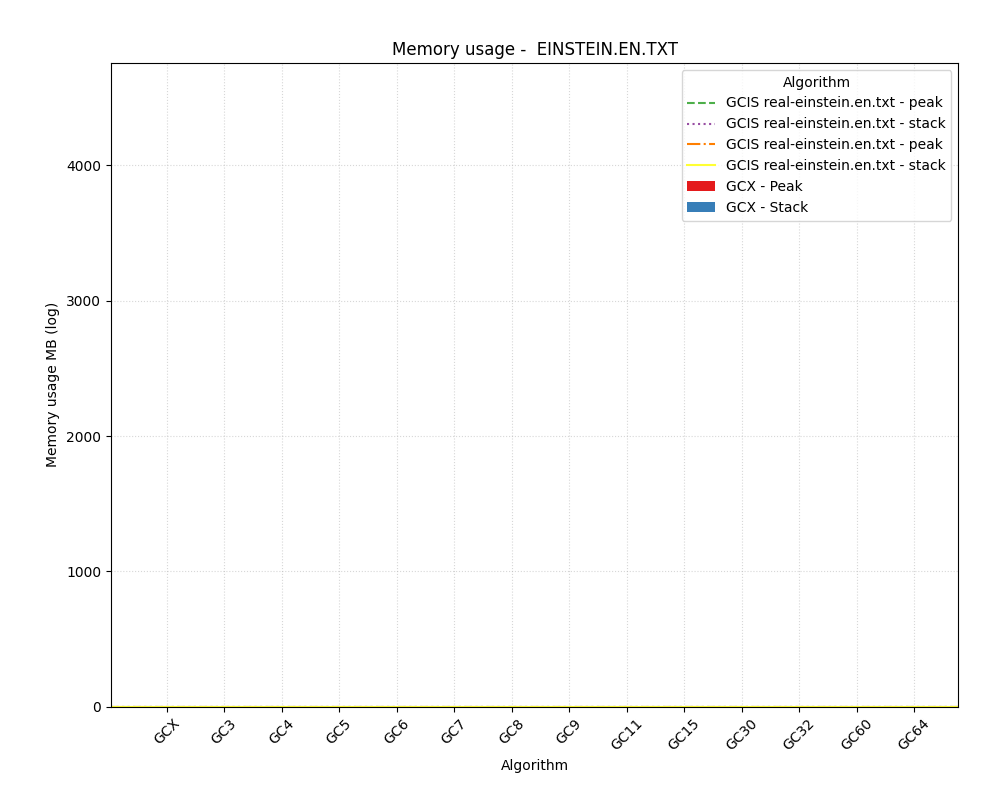 Memory usage -  EINSTEIN.EN.TXT
Algorithm
GCIS real-einstein.en.txt - peak
GCIS real-einstein.en.txt - stack
GCIS real-einstein.en.txt - peak
GCIS real-einstein.en.txt - stack
GCX - Peak
GCX - Stack
Memory usage MB (log)
4000
3000
2000
1000
0
GCX
GC3
GC4
GC5
GC6
GC7
GC8
GC9
GC11
GC15
GC30
GC32
GC60
GC64
Algorithm